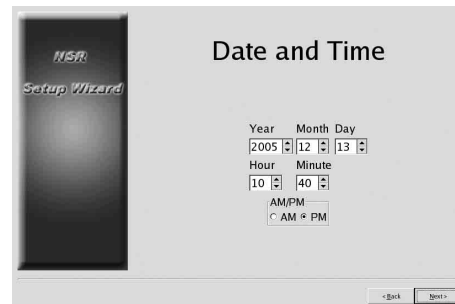 NSR
Setup Wizard
Date and Time
Year Month Day
2005 12 13
Hour Minute
10 40
AM/PM
AM PM
< Back Next >